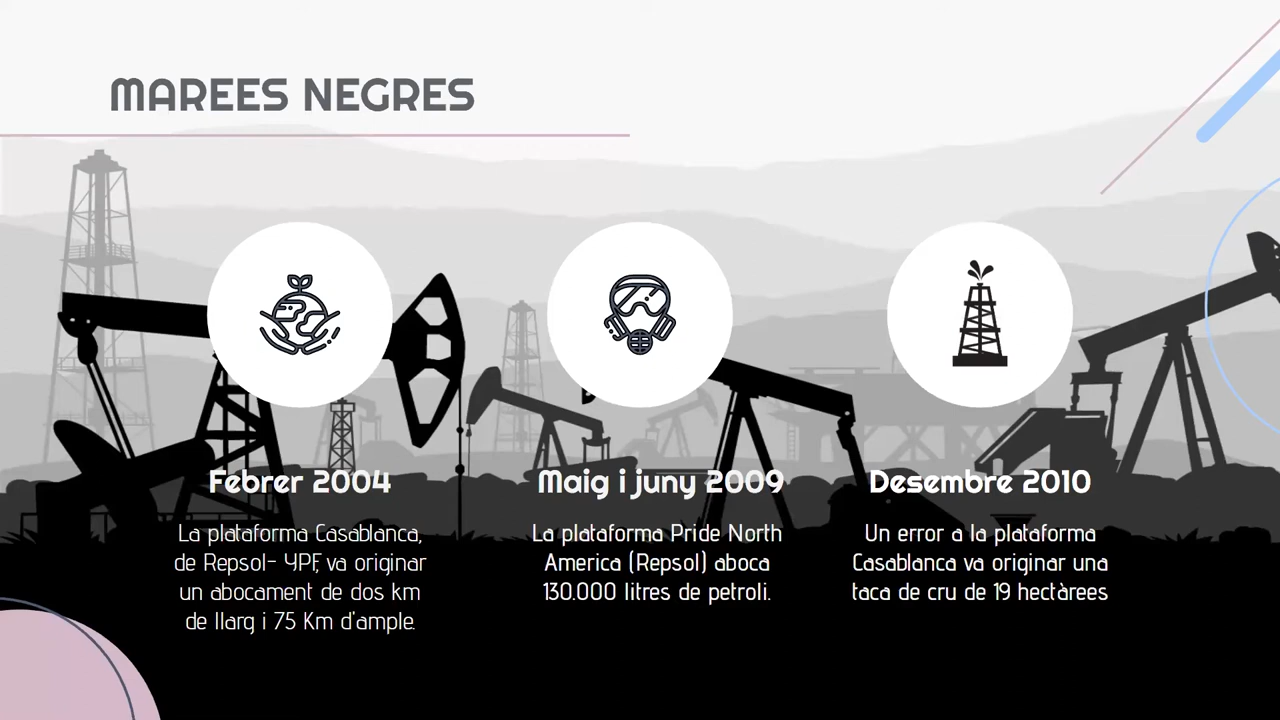 MAREES NEGRES
Febrer 2004
La plataforma Casablanca,
de Repsol- YPF, va originar
un abocament de dos km
de llarg i 75 Km d'ample.
Maig i juny 2009
La plataforma Pride North
America (Repsol) aboca
130.000 litres de petroli.
Desembre 2010
Un error a la plataforma
Casablanca va originar una
taca de cru de 19 hectàrees